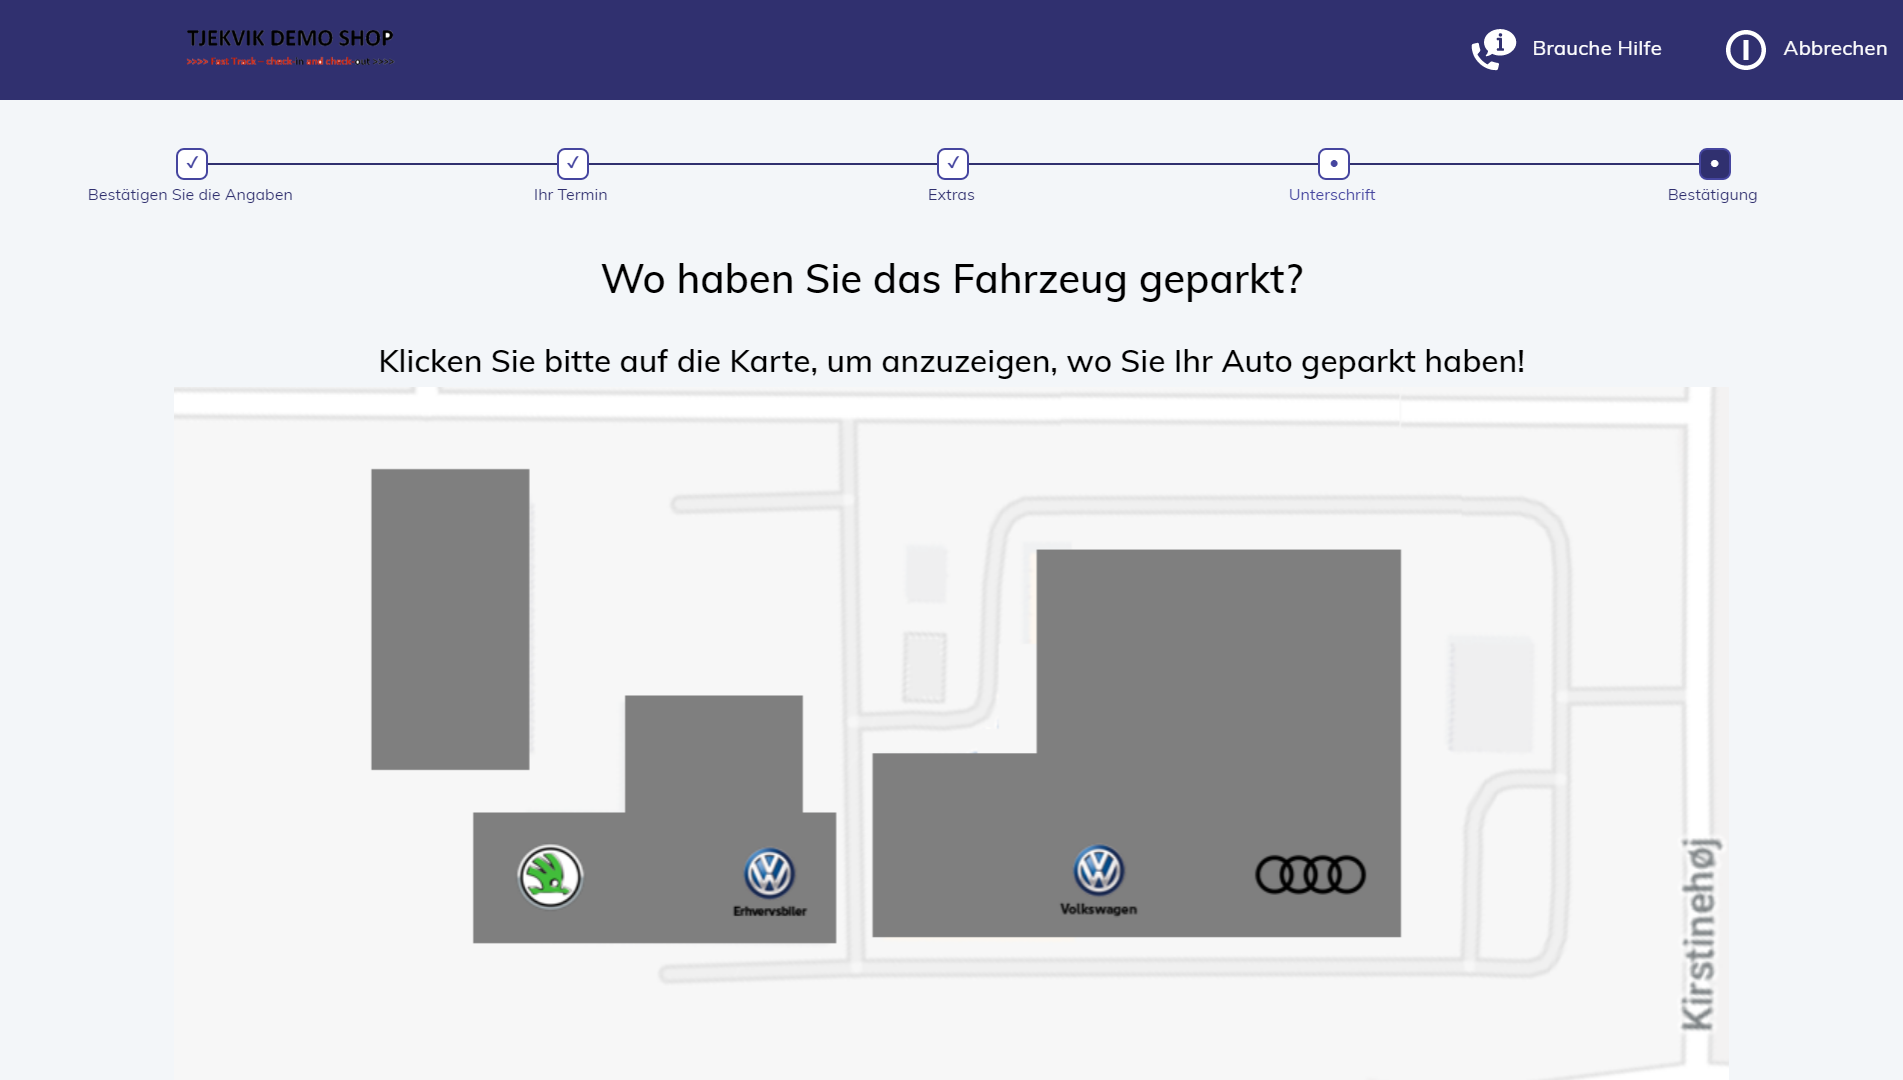 TJEKVIK DEMO SHOP
>>>> Fast Track - check-in and check-out >>>>
Brauche Hilfe
Abbrechen
Bestätigen Sie die Angaben
Ihr Termin
Extras
Unterschrift
Bestätigung
Wo haben Sie das Fahrzeug geparkt?
Klicken Sie bitte auf die Karte, um anzuzeigen, wo Sie Ihr Auto geparkt haben!
Erhvervsbiler
Volkswagen
Kirstinehøj